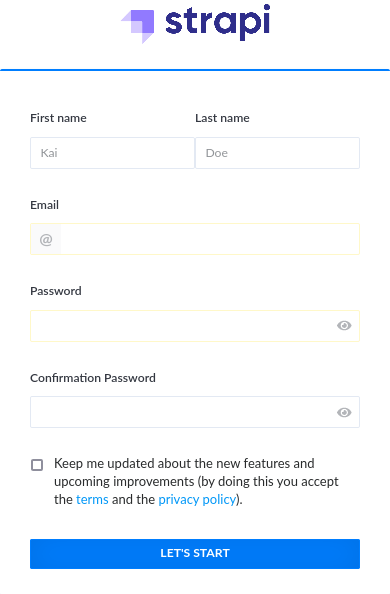 strapi
First name Last name
Kai Doe
Email
@
Password
Confirmation Password
Keep me updated about the new features and
upcoming improvements (by doing this you accept
the terms and the privacy policy).
LET'S START